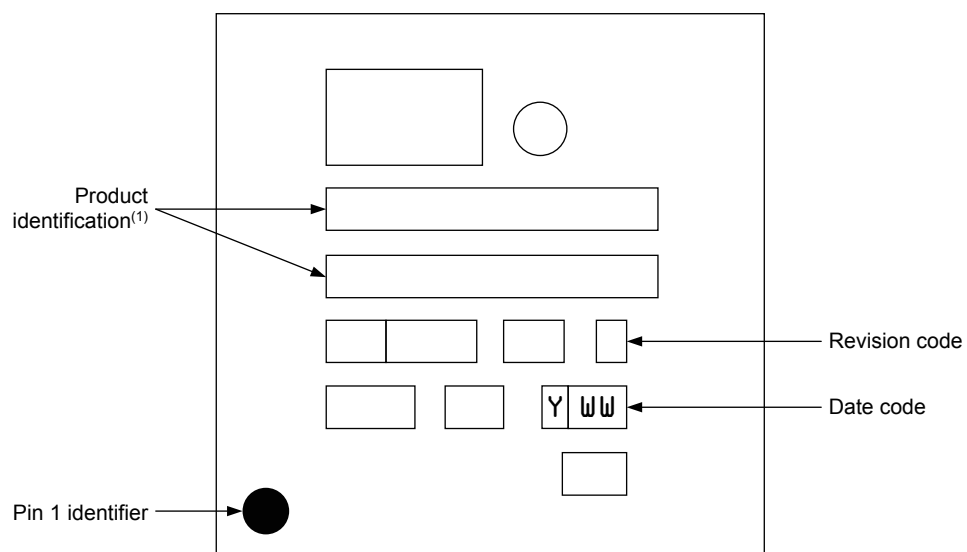 Product
identification(1)
Revision code
Y WW
Date code
Pin 1 identifier